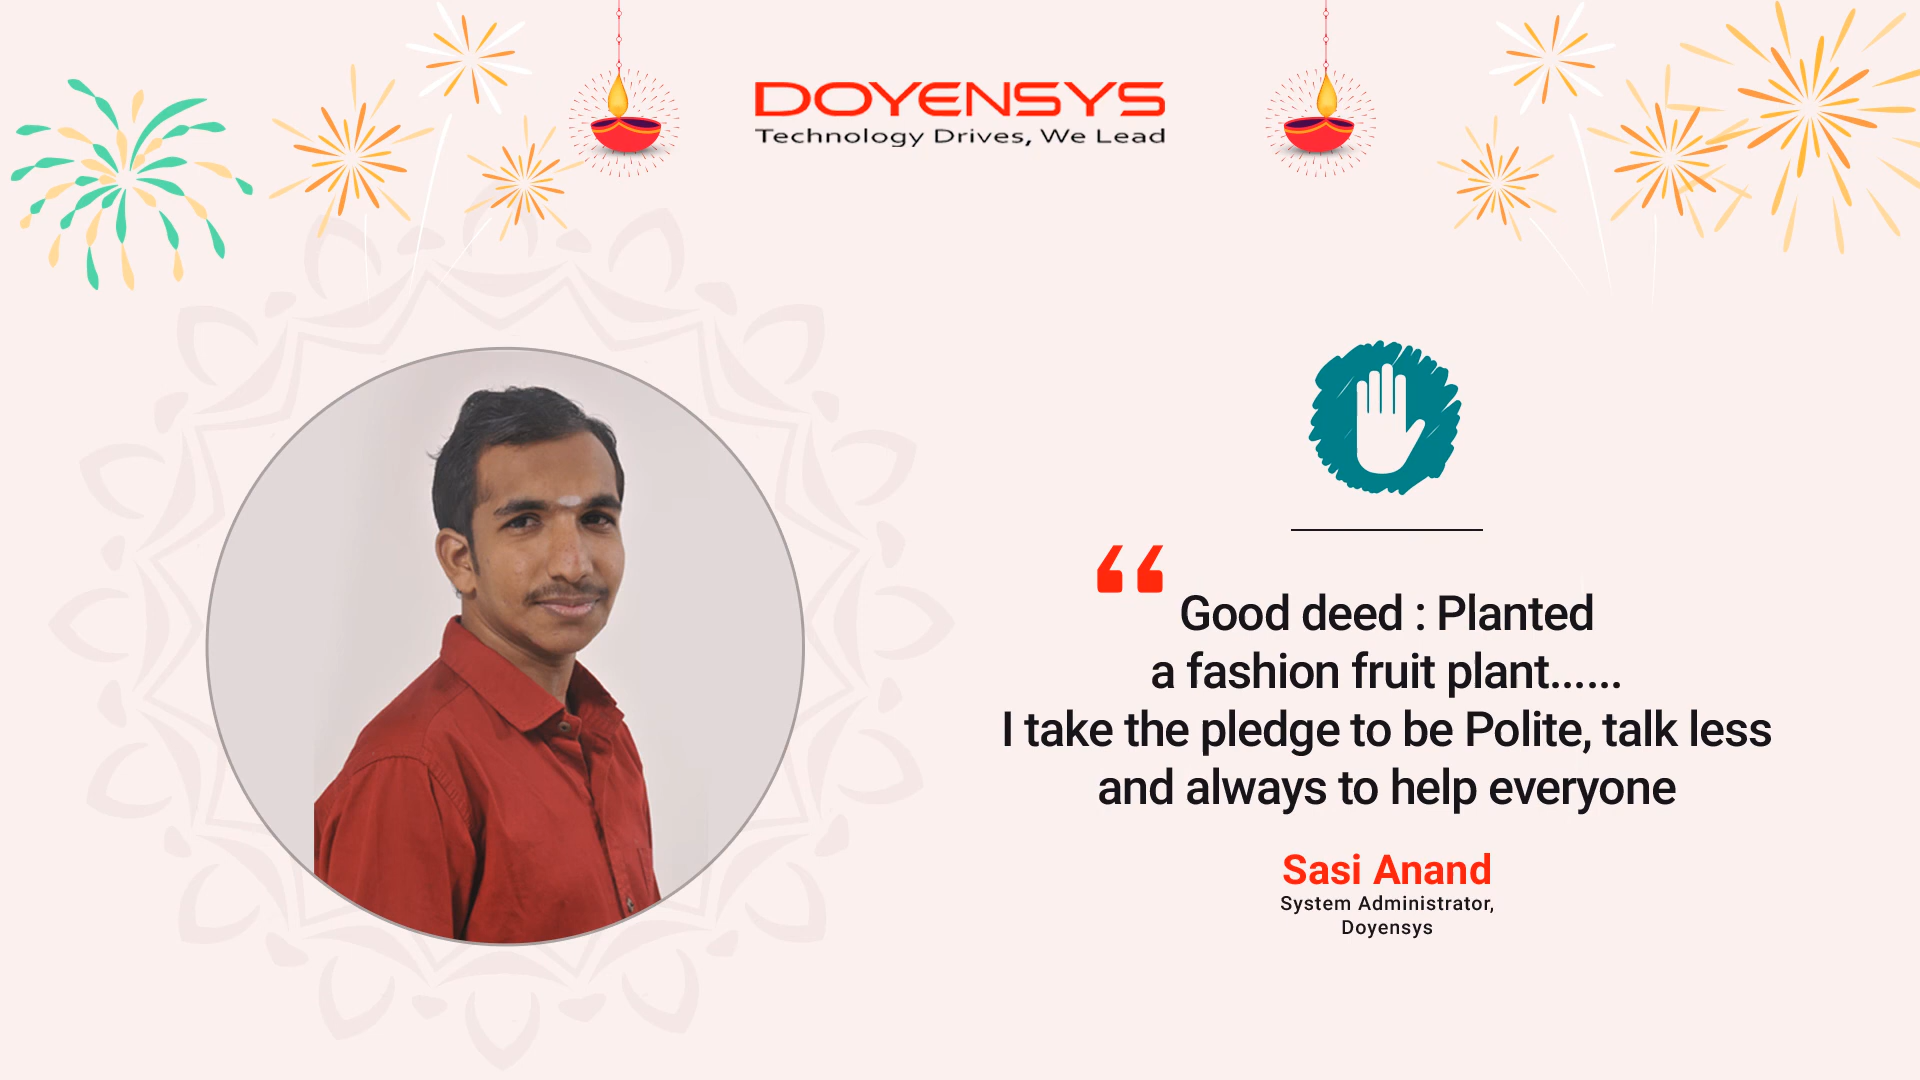 DOYENSYS
Technology Drives, We Lead
“
Good deed : Planted
a fashion fruit plant......
I take the pledge to be Polite, talk less
and always to help everyone
Sasi Anand
System Administrator,
Doyensys